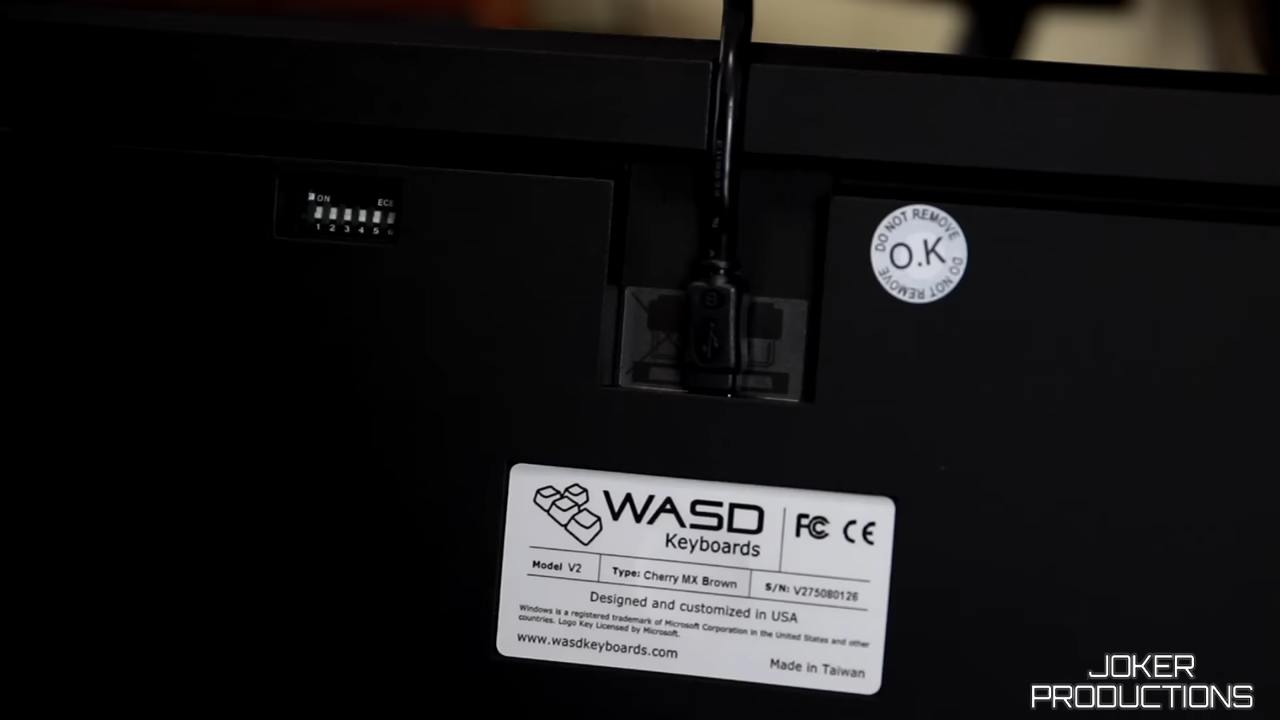 ON ECE
1 2 3 4 5 6
DO NOT REMOVE
O.K
DO NOT REMOVE
WASD
Keyboards
FC CE
Model V2
Type: Cherry MX Brown
S/N: V275080126
Designed and customized in USA
Windows is a registered trademark of Microsoft Corporation in the United States and other
countries. Logo Key Licensed by Microsoft.
www.wasdkeyboards.com
Made in Taiwan
JOKER
PRODUCTIONS